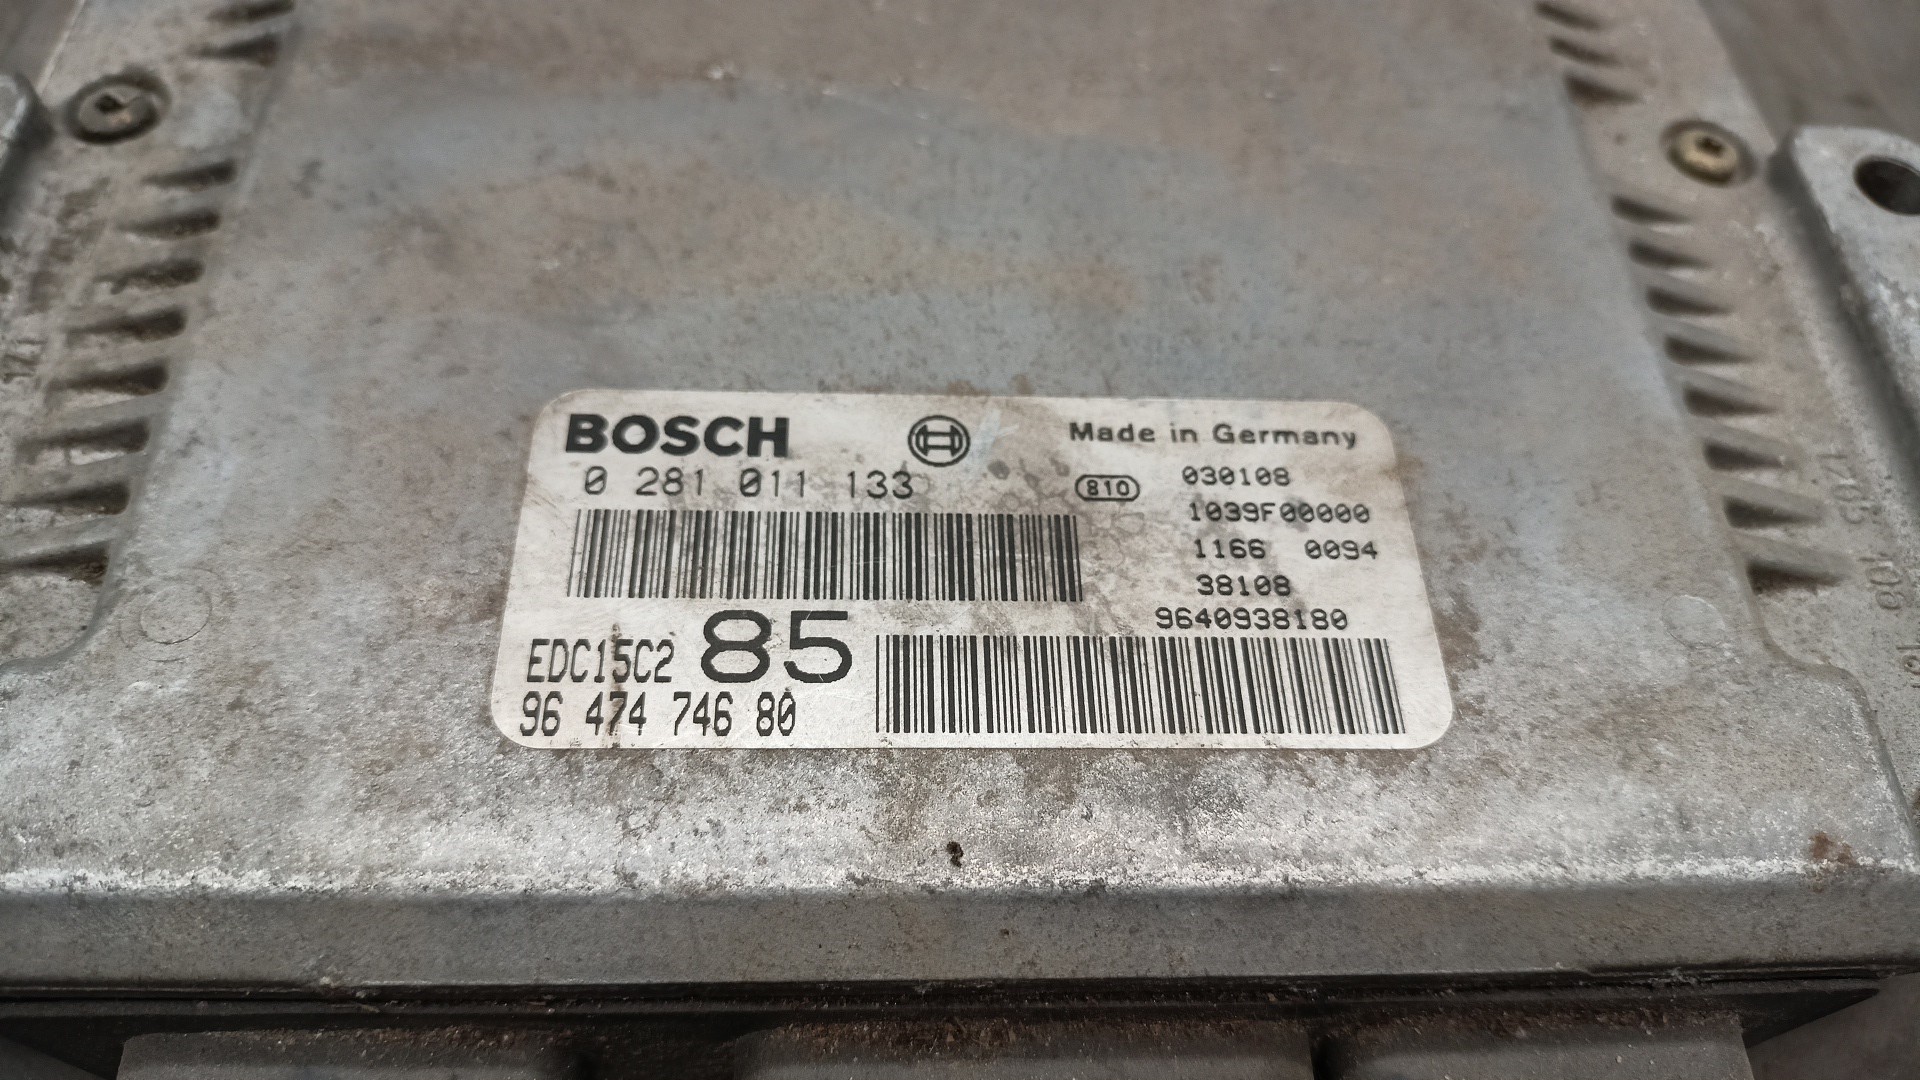 BOSCH
Made in Germany
0 281 011 133
810
030108
1039F00000
1166 0094
38108
9640938180
EDC15C2 85
96 474 746 80